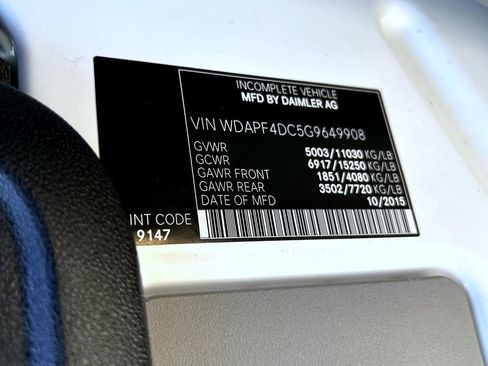 INCOMPLETE VEHICLE
MFD BY DAIMLER AG
VIN WDAPF4DC5G9649908
GVWR 5003/11030 KG/LB
GCWR 6917/15250 KG/LB
GAWR FRONT 1851/4080 KG/LB
GAWR REAR 3502/7720 KG/LB
DATE OF MFD 10/2015
INT CODE
9147